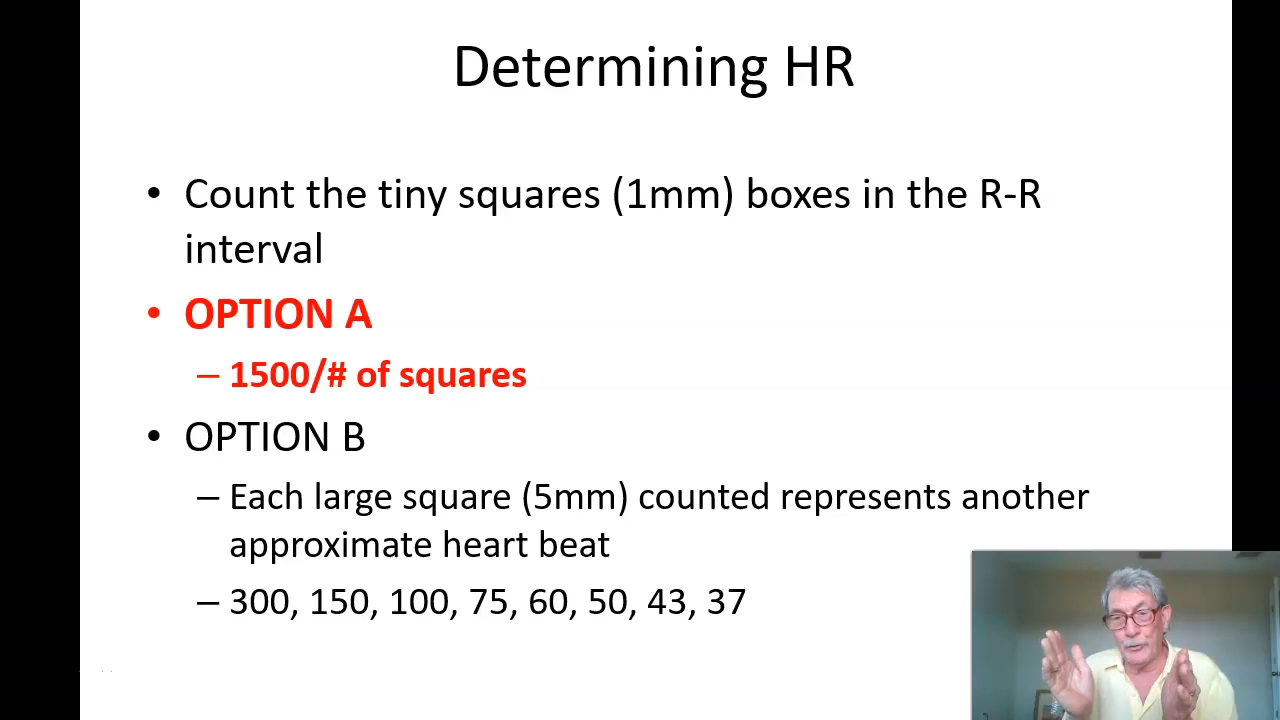 Determining HR
• Count the tiny squares (1mm) boxes in the R-R
interval
• OPTION A
– 1500/# of squares
• OPTION B
– Each large square (5mm) counted represents another
approximate heart beat
– 300, 150, 100, 75, 60, 50, 43, 37